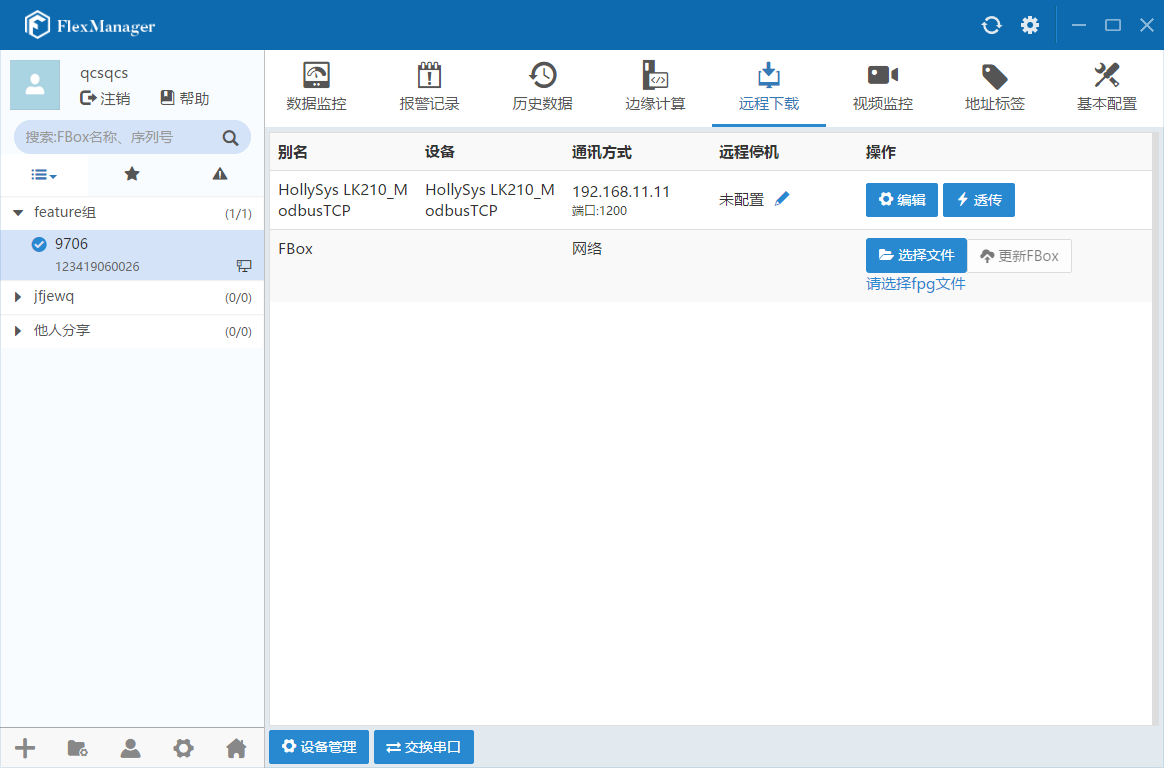 FlexManager
qcsqcs
注销 帮助
搜索:FBox名称、序列号
feature组 (1/1)
9706
123419060026
jfjewq (0/0)
他人分享 (0/0)
数据监控 报警记录 历史数据 边缘计算 远程下载 视频监控 地址标签 基本配置
别名 设备 通讯方式 远程停机 操作
HollySys LK210_M HollySys LK210_M 192.168.11.11 未配置 编辑 透传
odbusTCP odbusTCP 端口:1200
FBox 网络 选择文件 更新FBox
请选择fpg文件
设备管理 交换串口